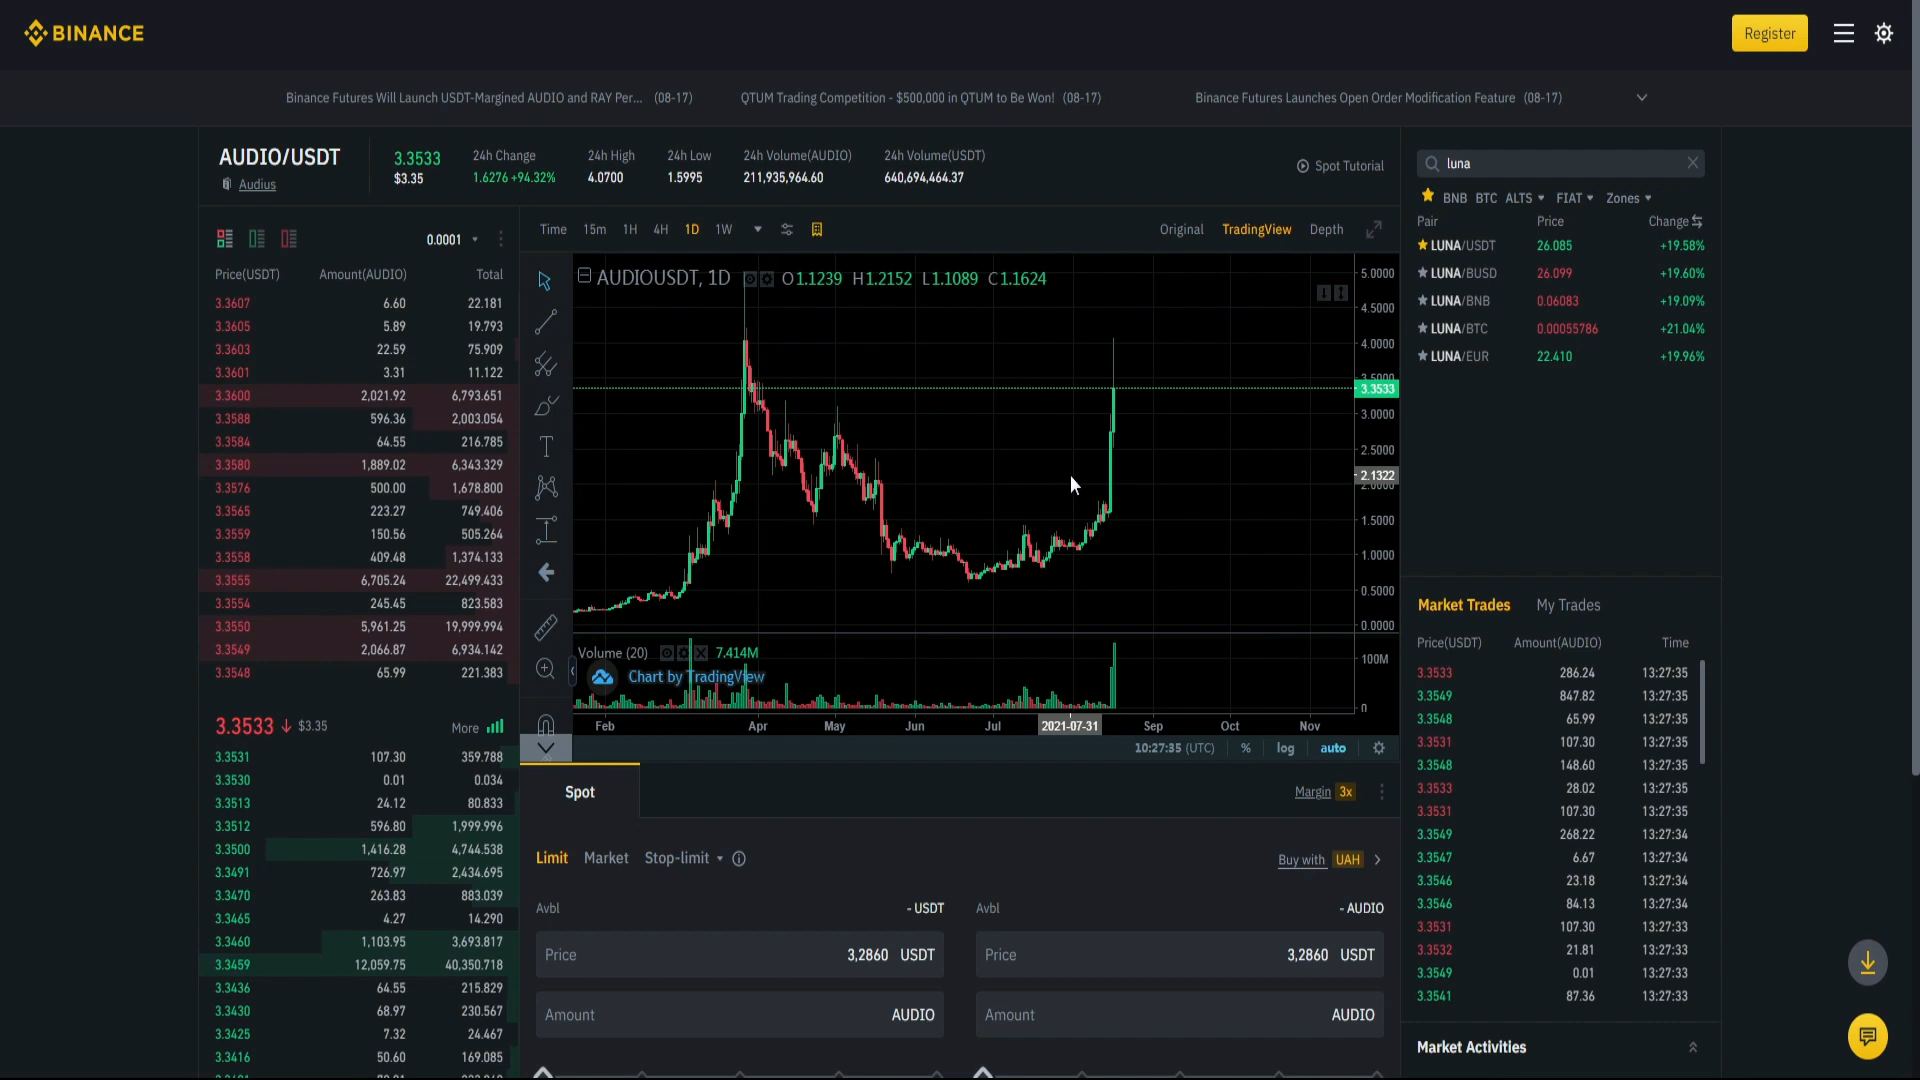 BINANCE
Register
Binance Futures Will Launch USDT-Margined AUDIO and RAY Per... (08-17)
QTUM Trading Competition - $500,000 in QTUM to Be Won! (08-17)
Binance Futures Launches Open Order Modification Feature (08-17)
AUDIO/USDT
Audius
3.3533
$3.35
24h Change
1.6276 +94.32%
24h High
4.0700
24h Low
1.5995
24h Volume(AUDIO)
211,935,964.60
24h Volume(USDT)
640,694,464.37
Spot Tutorial
0.0001
Price(USDT) Amount(AUDIO) Total
3.3607 6.60 22.181
3.3605 5.89 19.793
3.3603 22.59 75.909
3.3601 3.31 11.122
3.3600 2,021.92 6,793.651
3.3588 596.36 2,003.054
3.3584 64.55 216.785
3.3580 1,889.02 6,343.329
3.3576 500.00 1,678.800
3.3565 223.27 749.406
3.3559 150.56 505.264
3.3558 409.48 1,374.133
3.3555 6,705.24 22,499.433
3.3554 245.45 823.583
3.3550 5,961.25 19,999.994
3.3549 2,066.87 6,934.142
3.3548 65.99 221.383
3.3533 $3.35 More
3.3531 107.30 359.788
3.3530 0.01 0.034
3.3513 24.12 80.833
3.3512 596.80 1,999.996
3.3500 1,416.28 4,744.538
3.3491 726.97 2,434.695
3.3470 263.83 883.039
3.3465 4.27 14.290
3.3460 1,103.95 3,693.817
3.3459 12,059.75 40,350.718
3.3436 64.55 215.829
3.3430 68.97 230.567
3.3425 7.32 24.467
3.3416 50.60 169.085
Time 15m 1H 4H 1D 1W
Original TradingView Depth
AUDIOUSDT, 1D O1.1239 H1.2152 L1.1089 C1.1624
5.0000
4.5000
4.0000
3.5000
3.3533
3.0000
2.5000
2.1322
2.0000
1.5000
1.0000
0.5000
0.0000
Volume (20) 7.414M
Chart by TradingView
100M
0
Feb Apr May Jun Jul 2021-07-31 Sep Oct Nov
10:27:35 (UTC) % log auto
Spot
Margin 3x
Limit Market Stop-limit
Buy with UAH
Avbl - USDT
Price 3,2860 USDT
Amount AUDIO
Avbl - AUDIO
Price 3,2860 USDT
Amount AUDIO
luna
BNB BTC ALTS FIAT Zones
Pair Price Change
LUNA/USDT 26.085 +19.58%
LUNA/BUSD 26.099 +19.60%
LUNA/BNB 0.06083 +19.09%
LUNA/BTC 0.00055786 +21.04%
LUNA/EUR 22.410 +19.96%
Market Trades My Trades
Price(USDT) Amount(AUDIO) Time
3.3533 286.24 13:27:35
3.3549 847.82 13:27:35
3.3548 65.99 13:27:35
3.3531 107.30 13:27:35
3.3548 148.60 13:27:35
3.3533 28.02 13:27:35
3.3531 107.30 13:27:35
3.3549 268.22 13:27:34
3.3547 6.67 13:27:34
3.3546 23.18 13:27:34
3.3546 84.13 13:27:34
3.3531 107.30 13:27:33
3.3532 21.81 13:27:33
3.3549 0.01 13:27:33
3.3541 87.36 13:27:33
Market Activities